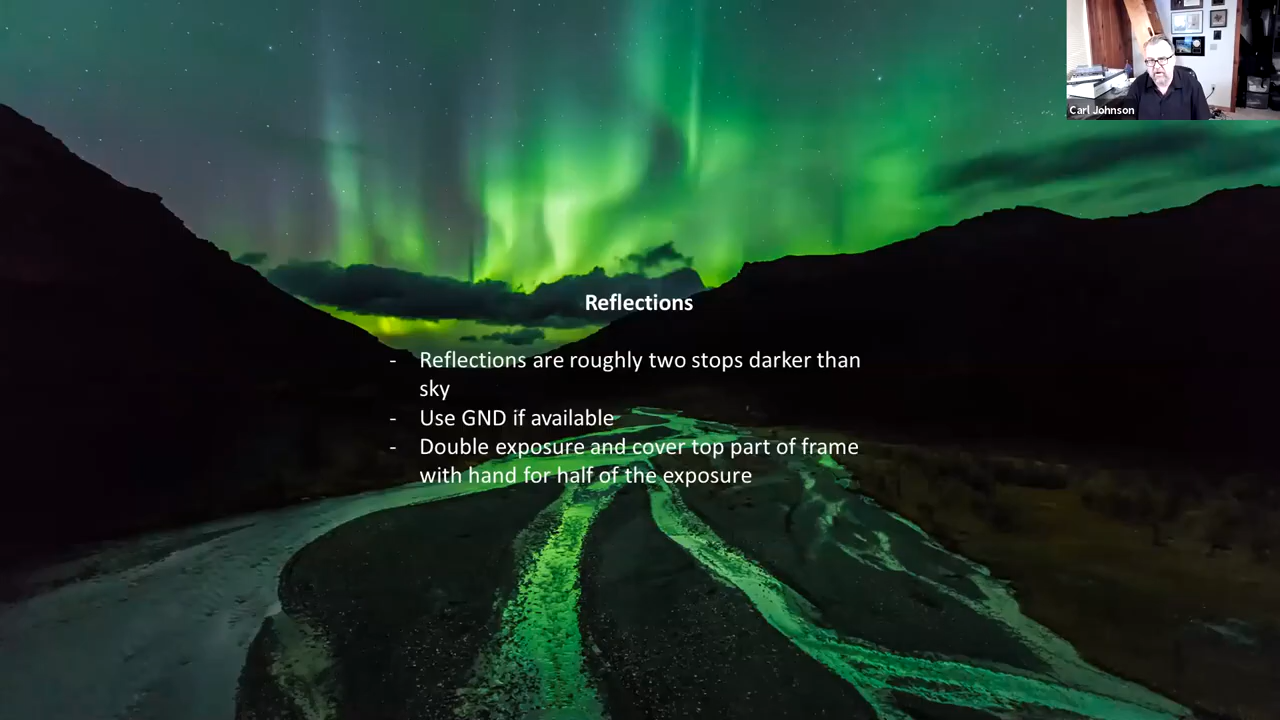 Carl Johnson
Reflections
- Reflections are roughly two stops darker than
sky
- Use GND if available
- Double exposure and cover top part of frame
with hand for half of the exposure